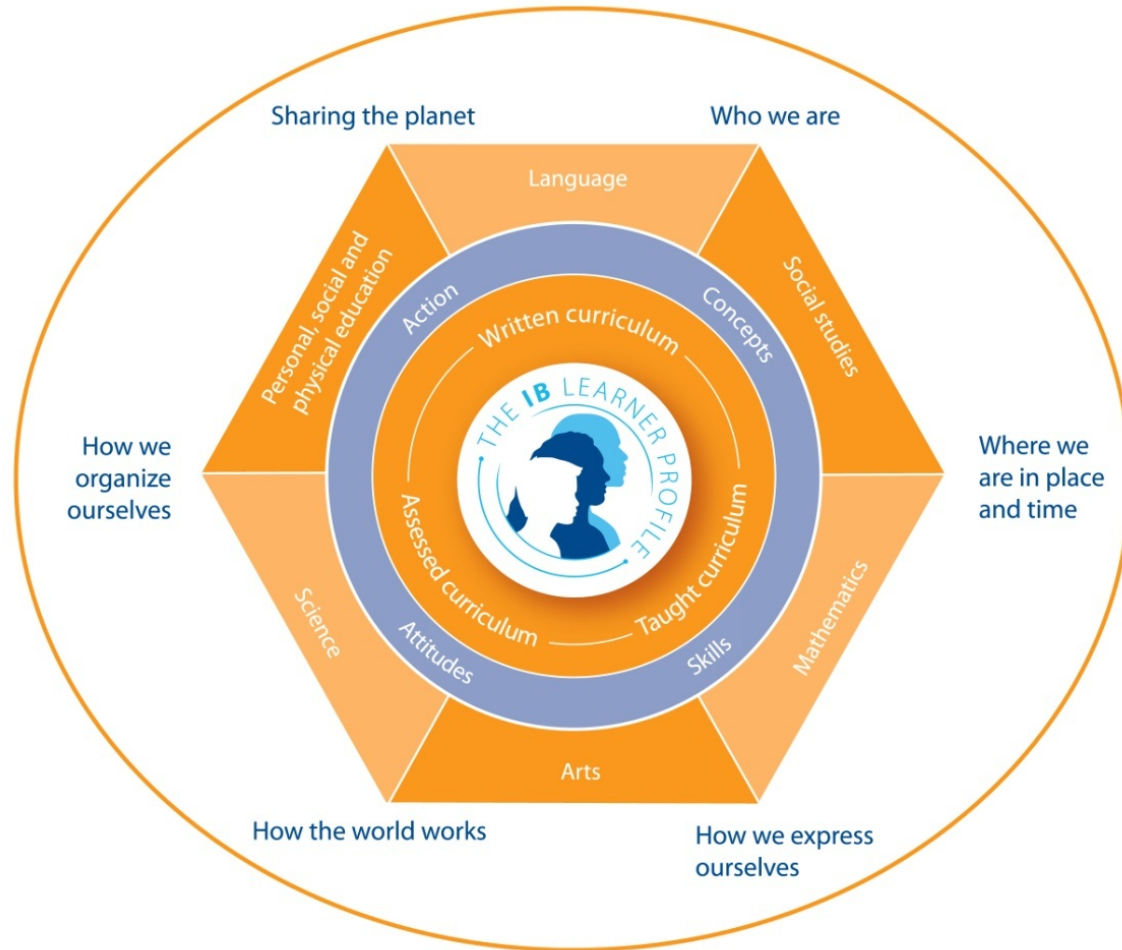 Sharing the planet
Who we are
Language
Personal, social and
physical education
Action
Concepts
Social studies
Written curriculum
THE IB LEARNER PROFILE
How we
organize
ourselves
Where we
are in place
and time
Assessed curriculum
Taught curriculum
Science
Attitudes
Skills
Mathematics
Arts
How the world works
How we express
ourselves